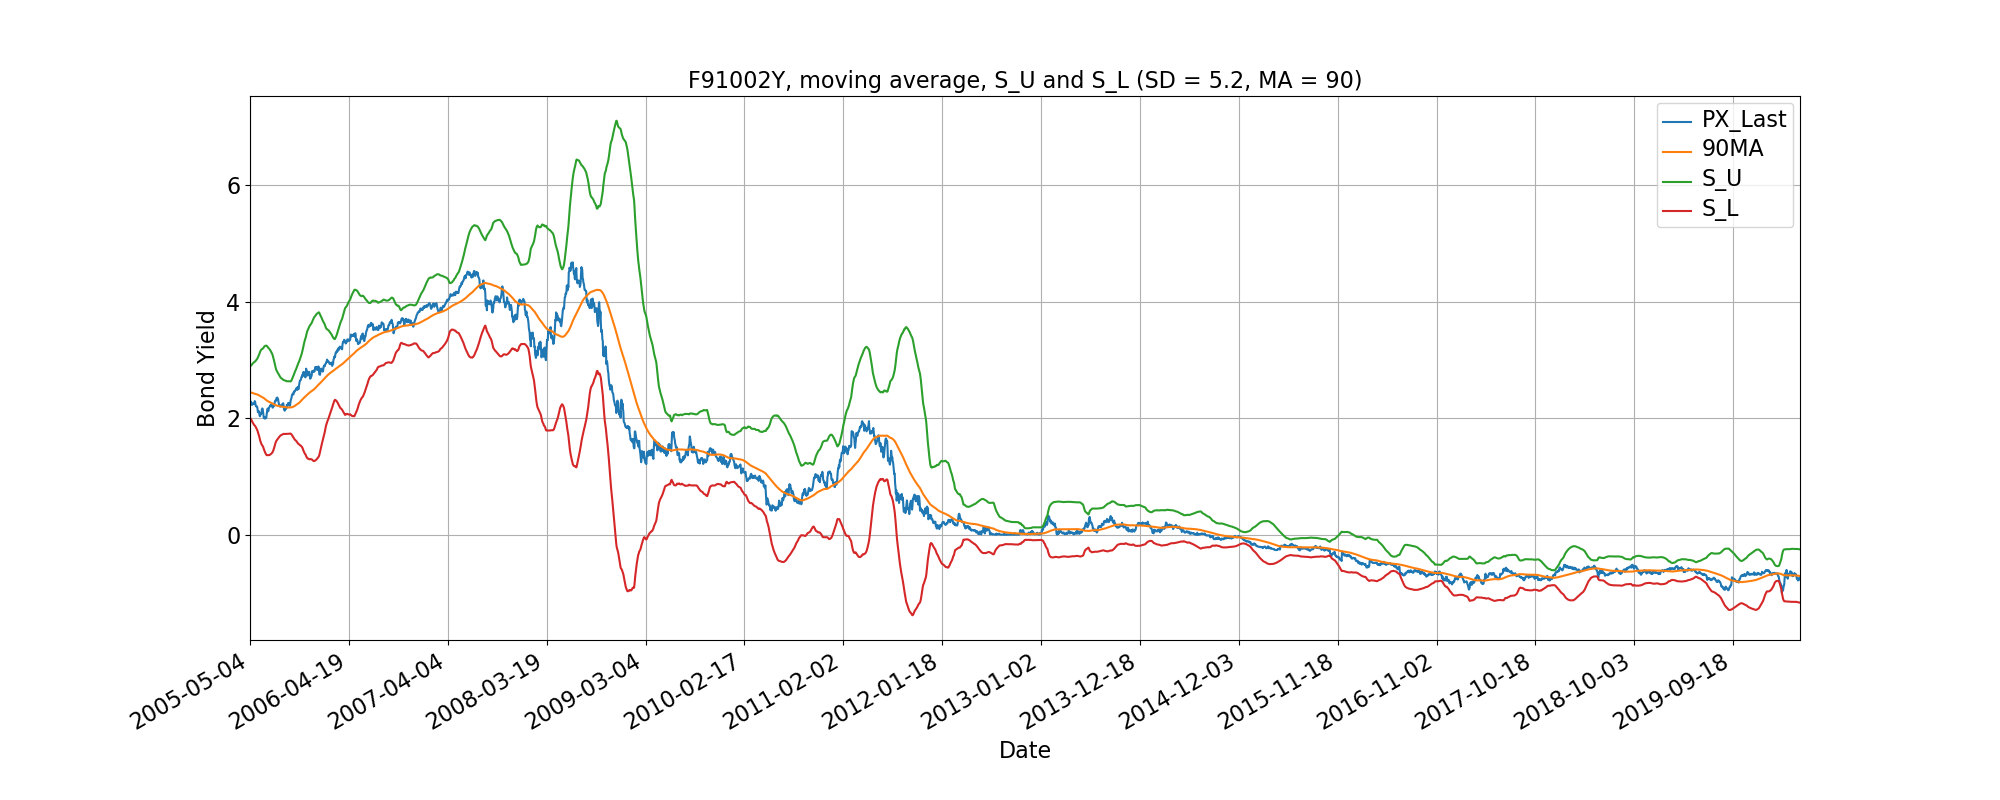 F91002Y, moving average, S_U and S_L (SD = 5.2, MA = 90)
PX_Last
90MA
S_U
S_L
Bond Yield
6
4
2
0
2005-05-04
2006-04-19
2007-04-04
2008-03-19
2009-03-04
2010-02-17
2011-02-02
2012-01-18
2013-01-02
2013-12-18
2014-12-03
2015-11-18
2016-11-02
2017-10-18
2018-10-03
2019-09-18
Date